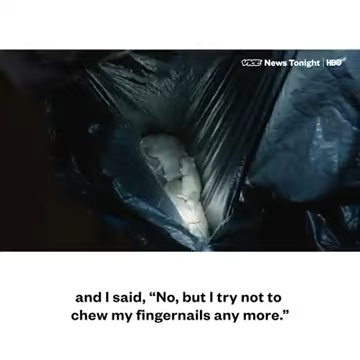 VICE News Tonight | HBO
and I said, “No, but I try not to
chew my fingernails any more.”